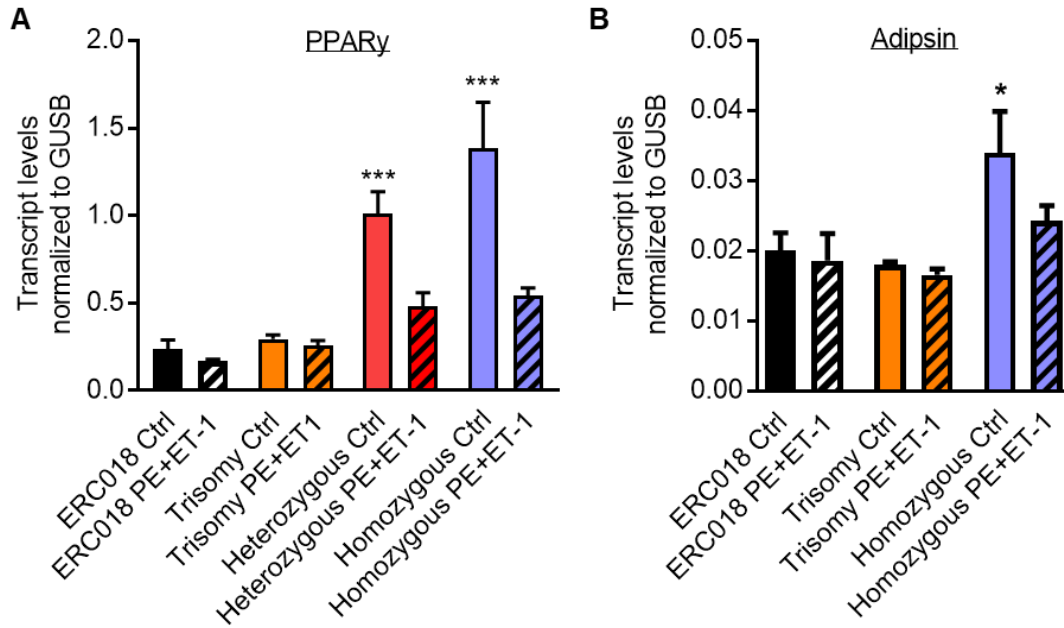 A
PPARy
Transcript levels
normalized to GUSB
2.0
1.5
1.0
0.5
0.0
***
***
ERC018 Ctrl
ERC018 PE+ET-1
Trisomy Ctrl
Trisomy PE+ET1
Heterozygous Ctrl
Heterozygous PE+ET-1
Homozygous Ctrl
Homozygous PE+ET-1
B
Adipsin
Transcript levels
normalized to GUSB
0.05
0.04
0.03
0.02
0.01
0.00
*
ERC018 Ctrl
ERC018 PE+ET-1
Trisomy Ctrl
Trisomy PE+ET-1
Homozygous Ctrl
Homozygous PE+ET-1